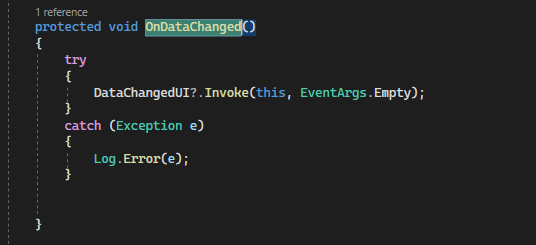 1 reference
protected void OnDataChanged()
{
try
{
DataChangedUI?.Invoke(this, EventArgs.Empty);
}
catch (Exception e)
{
Log.Error(e);
}
}